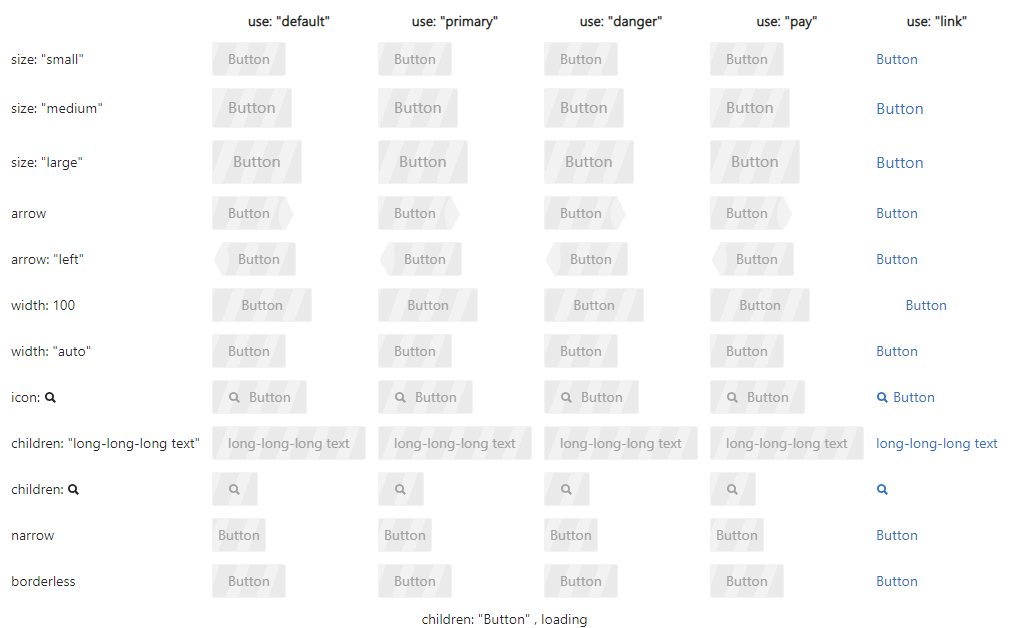 use: "default" use: "primary" use: "danger" use: "pay" use: "link"
size: "small" Button Button Button Button Button
size: "medium" Button Button Button Button Button
size: "large" Button Button Button Button Button
arrow Button Button Button Button Button
arrow: "left" Button Button Button Button Button
width: 100 Button Button Button Button Button
width: "auto" Button Button Button Button Button
icon: Button Button Button Button Button
children: "long-long-long text" long-long-long text long-long-long text long-long-long text long-long-long text long-long-long text
children:
narrow Button Button Button Button Button
borderless Button Button Button Button Button
children: "Button" , loading